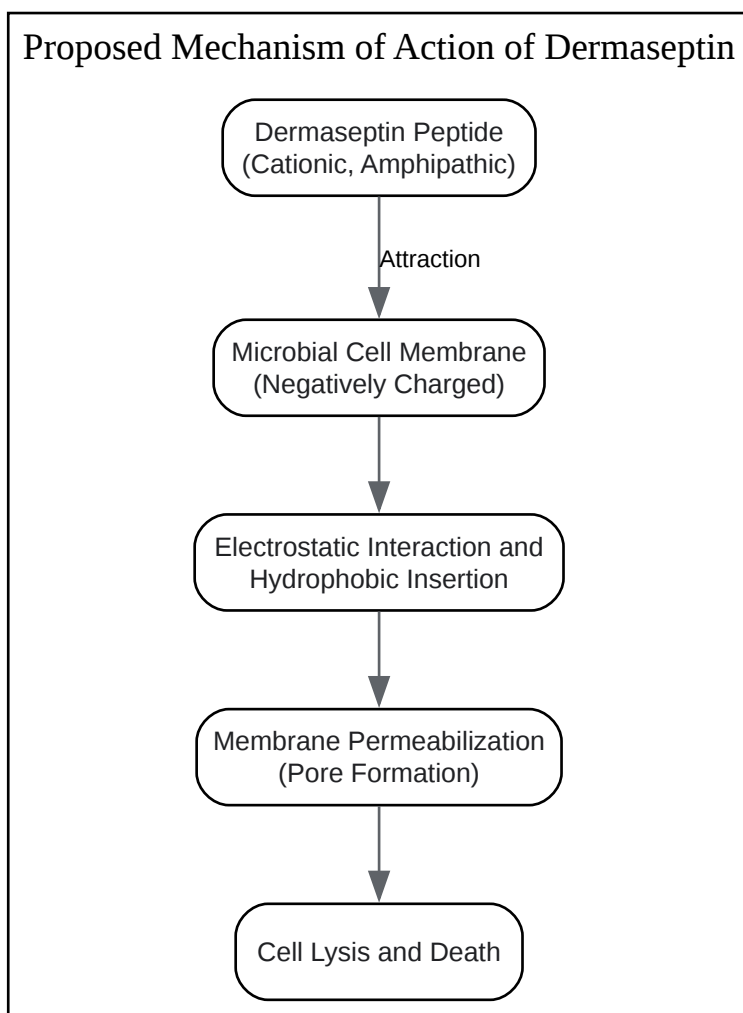 Proposed Mechanism of Action of Dermaseptin
Dermaseptin Peptide
(Cationic, Amphipathic)
Attraction
Microbial Cell Membrane
(Negatively Charged)
Electrostatic Interaction and
Hydrophobic Insertion
Membrane Permeabilization
(Pore Formation)
Cell Lysis and Death